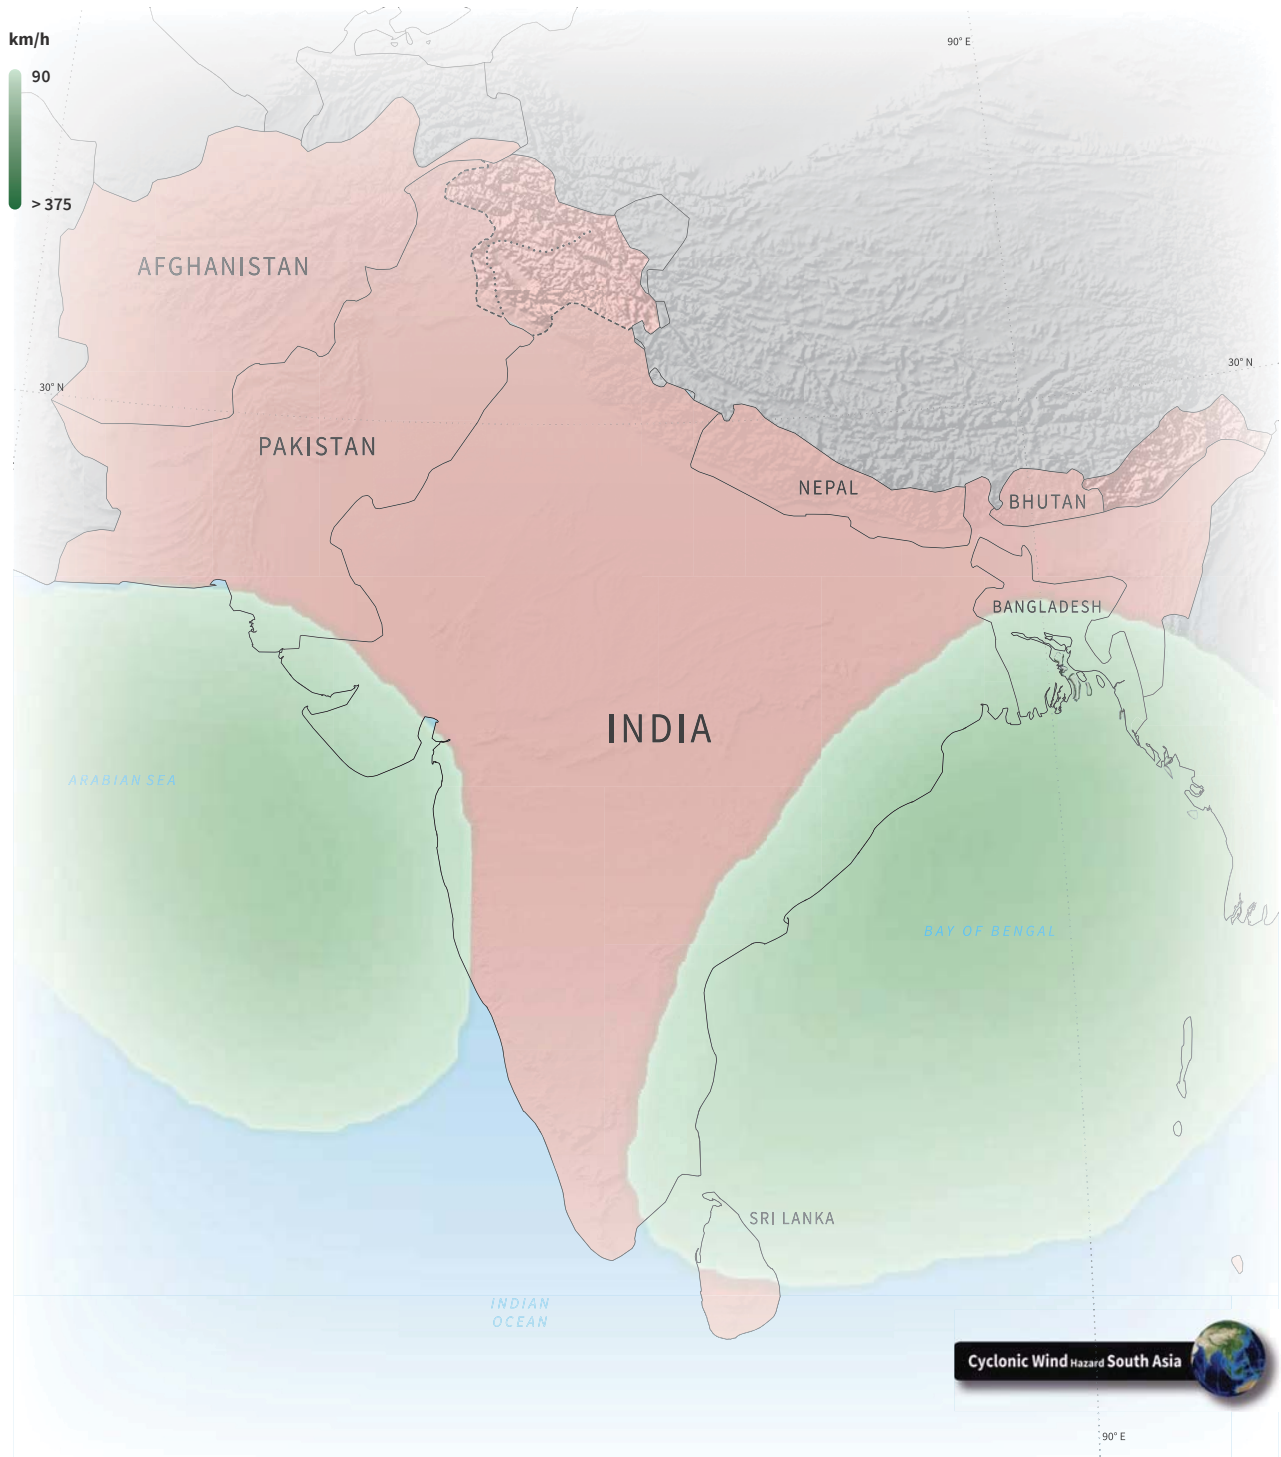 km/h
90
> 375
90° E
AFGHANISTAN
30° N
30° N
PAKISTAN
NEPAL
BHUTAN
BANGLADESH
INDIA
ARABIAN SEA
BAY OF BENGAL
SRI LANKA
INDIAN
OCEAN
Cyclonic Wind Hazard South Asia
90° E